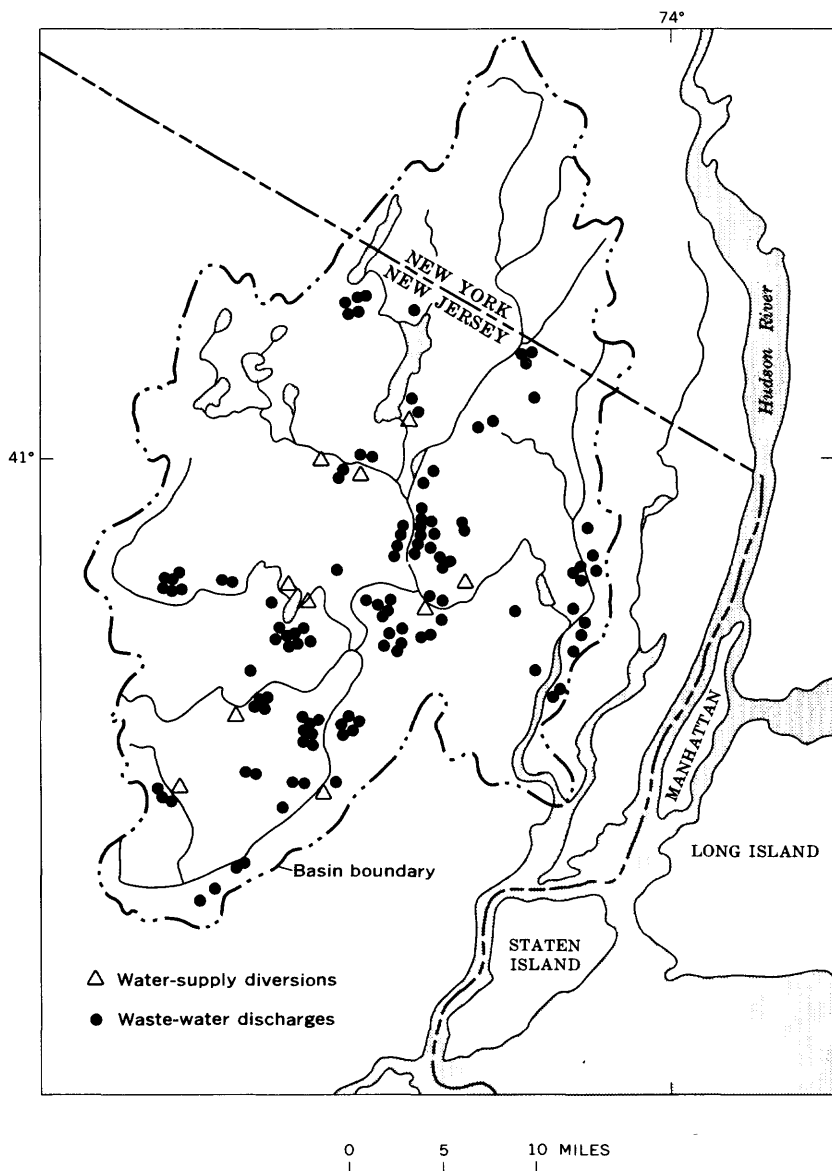 74°
NEW YORK
NEW JERSEY
Hudson River
41°
MANHATTAN
LONG ISLAND
Basin boundary
STATEN
ISLAND
Water-supply diversions
Waste-water discharges
0 5 10 MILES